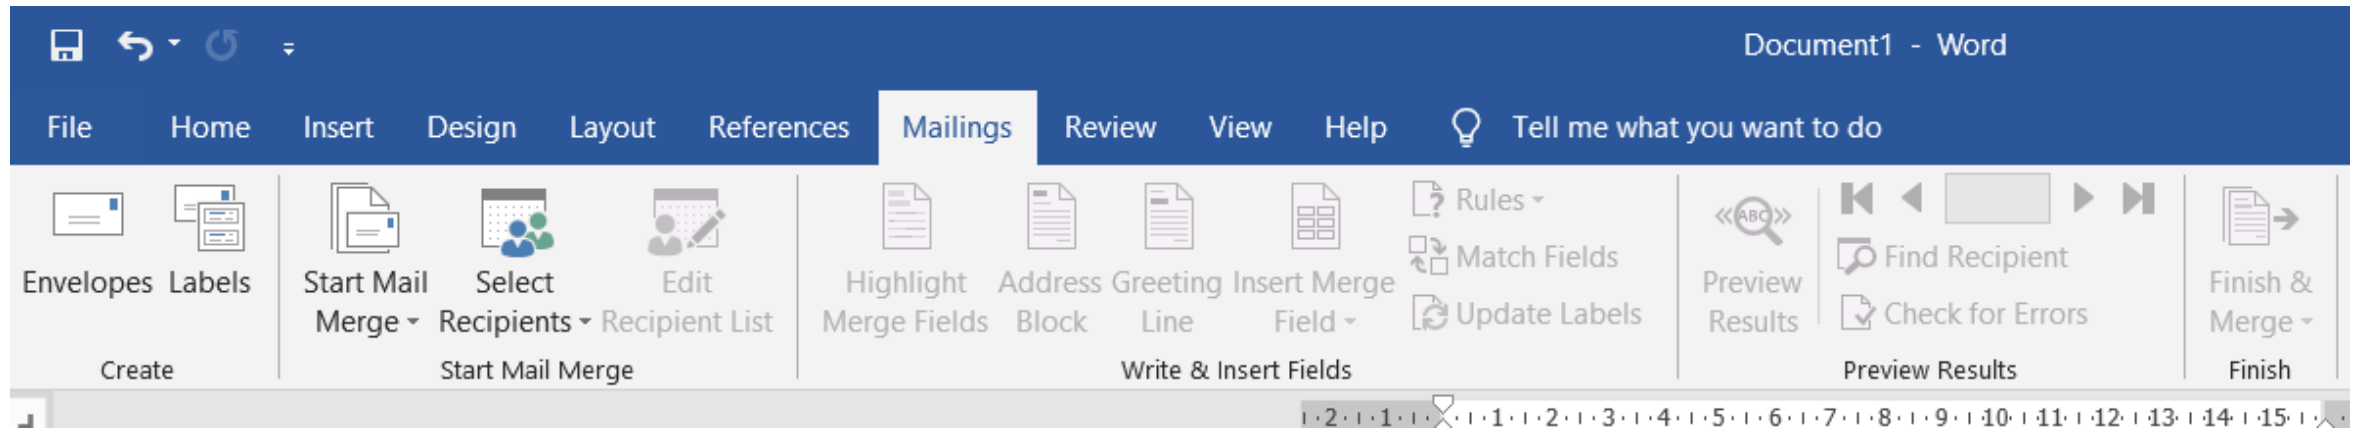 Document1 - Word
File Home Insert Design Layout References Mailings Review View Help Tell me what you want to do
Envelopes
Labels
Start Mail
Merge
Select
Recipients
Edit
Recipient List
Highlight
Merge Fields
Address
Block
Greeting
Line
Insert Merge
Field
Rules
Match Fields
Update Labels
«ABC»
Preview
Results
Find Recipient
Check for Errors
Finish &
Merge
Create
Start Mail Merge
Write & Insert Fields
Preview Results
Finish
2 1 1 2 3 4 5 6 7 8 9 10 11 12 13 14 15